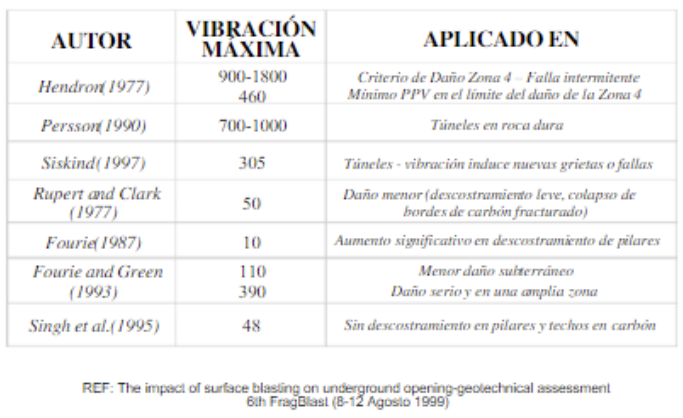 AUTOR
VIBRACIÓN
MÁXIMA
APLICADO EN
Hendron(1977)
900-1800
460
Criterio de Daño Zona 4 – Falla intermitente
Mínimo PPV en el límite del daño de la Zona 4
Persson(1990)
700-1000
Túneles en roca dura
Siskind(1997)
305
Túneles - vibración induce nuevas grietas o fallas
Rupert and Clark
(1977)
50
Daño menor (descostramiento leve, colapso de
bordes de carbón fracturado)
Fourie(1987)
10
Aumento significativo en descostramiento de pilares
Fourie and Green
(1993)
110
390
Menor daño subterráneo
Daño serio y en una amplia zona
Singh et al.(1995)
48
Sin descostramiento en pilares y techos en carbón
REF: The impact of surface blasting on underground opening-geotechnical assessment
6th FragBlast (8-12 Agosto 1999)